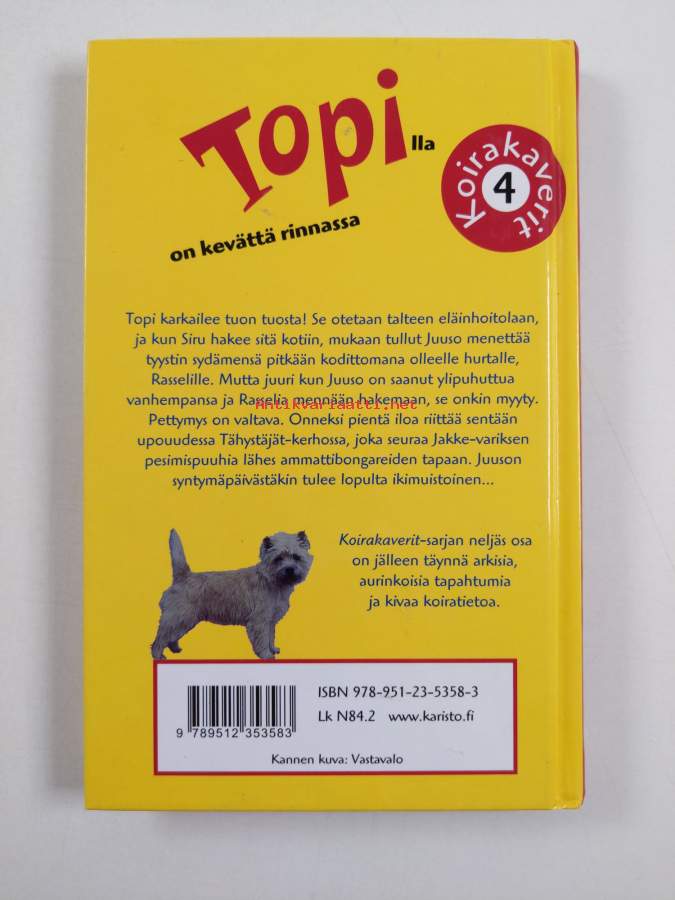 Topilla
on kevättä rinnassa
Koirakaverit
4
Topi karkailee tuon tuosta! Se otetaan talteen eläinhoitolaan,
ja kun Siru hakee sitä kotiin, mukaan tullut Juuso menettää
tyystin sydämensä pitkään kodittomana olleelle hurtalle,
Rasselille. Mutta juuri kun Juuso on saanut ylipuhuttua
vanhempansa ja Rasselia mennään hakemaan, se onkin myyty.
Antikvariaatti.net
Pettymys on valtava. Onneksi pientä iloa riittää sentään
upouudessa Tähystäjät-kerhossa, joka seuraa Jakke-variksen
pesimispuuhia lähes ammattibongareiden tapaan. Juuson
syntymäpäivästäkin tulee lopulta ikimuistoinen...
Koirakaverit-sarjan neljäs osa
on jälleen täynnä arkisia,
aurinkoisia tapahtumia
ja kivaa koiratietoa.
9 789512 353583
ISBN 978-951-23-5358-3
Lk N84.2 www.karisto.fi
Kannen kuva: Vastavalo